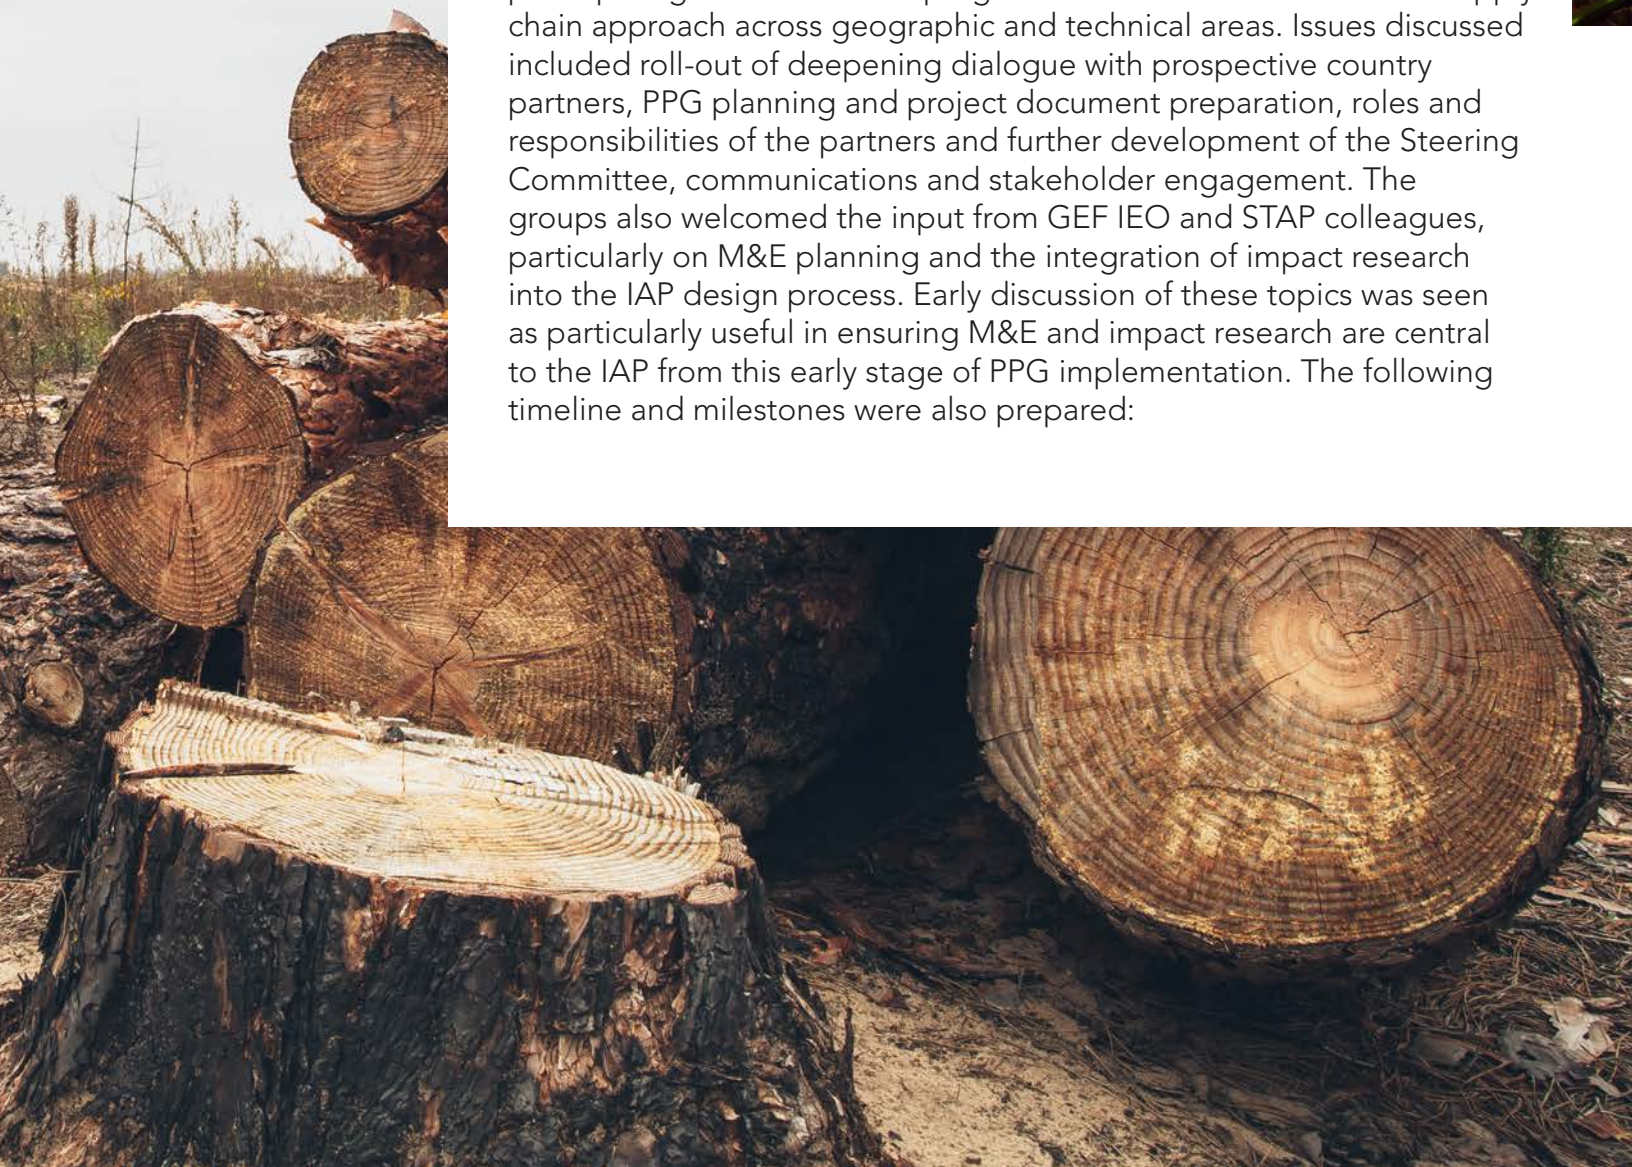 chain approach across geographic and technical areas. Issues discussed
included roll-out of deepening dialogue with prospective country
partners, PPG planning and project document preparation, roles and
responsibilities of the partners and further development of the Steering
Committee, communications and stakeholder engagement. The
groups also welcomed the input from GEF IEO and STAP colleagues,
particularly on M&E planning and the integration of impact research
into the IAP design process. Early discussion of these topics was seen
as particularly useful in ensuring M&E and impact research are central
to the IAP from this early stage of PPG implementation. The following
timeline and milestones were also prepared: